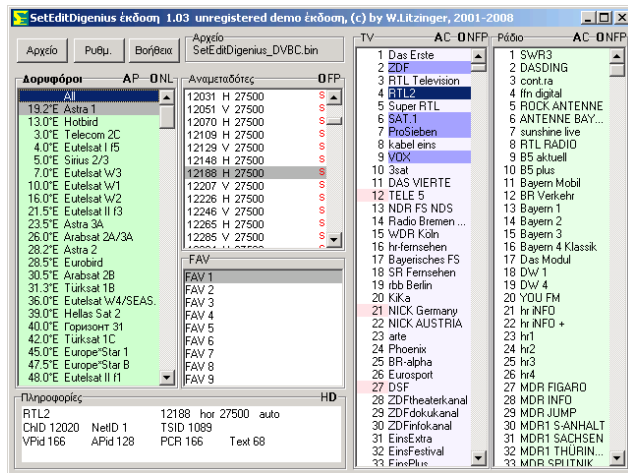 SetEditDigenius έκδοση 1.03 unregistered demo έκδοση, (c) by W.Litzinger, 2001-2008
Αρχείο
Ρυθμ.
Βοήθεια
Αρχείο
SetEditDigenius_DVBC.bin
Δορυφόροι A P - O N L
All
19.2°E Astra 1
13.0°E Hotbird
3.0°E Telecom 2C
4.0°E Eutelsat I f5
5.0°E Sirius 2/3
7.0°E Eutelsat W3
10.0°E Eutelsat W1
16.0°E Eutelsat W2
21.5°E Eutelsat II f3
23.5°E Astra 3A
26.0°E Arabsat 2A/3A
28.2°E Astra 2
28.5°E Eurobird
30.5°E Arabsat 2B
31.3°E Türksat 1B
36.0°E Eutelsat W4/SEAS.
39.0°E Hellas Sat 2
40.0°E Горизонт 31
42.0°E Türksat 1C
45.0°E Europe*Star 1
47.5°E Europe*Star B
48.0°E Eutelsat II f1
Αναμεταδότες O F P
12031 H 27500 S
12051 V 27500 S
12070 H 27500 S
12109 H 27500 S
12129 V 27500 S
12148 H 27500 S
12188 H 27500 S
12207 V 27500 S
12226 H 27500 S
12246 V 27500 S
12265 H 27500 S
12285 V 27500 S
FAV
FAV 1
FAV 2
FAV 3
FAV 4
FAV 5
FAV 6
FAV 7
FAV 8
FAV 9
TV A C - O N F P
1 Das Erste
2 ZDF
3 RTL Television
4 RTL2
5 Super RTL
6 SAT.1
7 ProSieben
8 kabel eins
9 VOX
10 3sat
11 DAS VIERTE
12 TELE 5
13 NDR FS NDS
14 Radio Bremen ...
15 WDR Köln
16 hr-fernsehen
17 Bayerisches FS
18 SR Fernsehen
19 rbb Berlin
20 KiKa
21 NICK Germany
22 NICK AUSTRIA
23 arte
24 Phoenix
25 BR-alpha
26 Eurosport
27 DSF
28 ZDFtheaterkanal
29 ZDFdokukanal
30 ZDFinfokanal
31 EinsExtra
32 EinsFestival
33 EinsPlus
Ράδιο A C - O N F P
1 SWR3
2 DASDING
3 cont.ra
4 ffn digital
5 ROCK ANTENNE
6 ANTENNE BAY...
7 sunshine live
8 RTL RADIO
9 B5 aktuell
10 B5 plus
11 Bayern Mobil
12 BR Verkehr
13 Bayern 1
14 Bayern 2
15 Bayern 3
16 Bayern 4 Klassik
17 Das Modul
18 DW 1
19 DW 4
20 YOU FM
21 hr iNFO
22 hr iNFO +
23 hr1
24 hr2
25 hr3
26 hr4
27 MDR FIGARO
28 MDR INFO
29 MDR JUMP
30 MDR1 S-ANHALT
31 MDR1 SACHSEN
32 MDR1 THÜRIN...
33 MDR SPUTNIK
Πληροφορίες HD -
RTL2 12188 hor 27500 auto
ChID 12020 NetID 1 TSID 1089
VPid 166 APid 128 PCR 166 Text 68